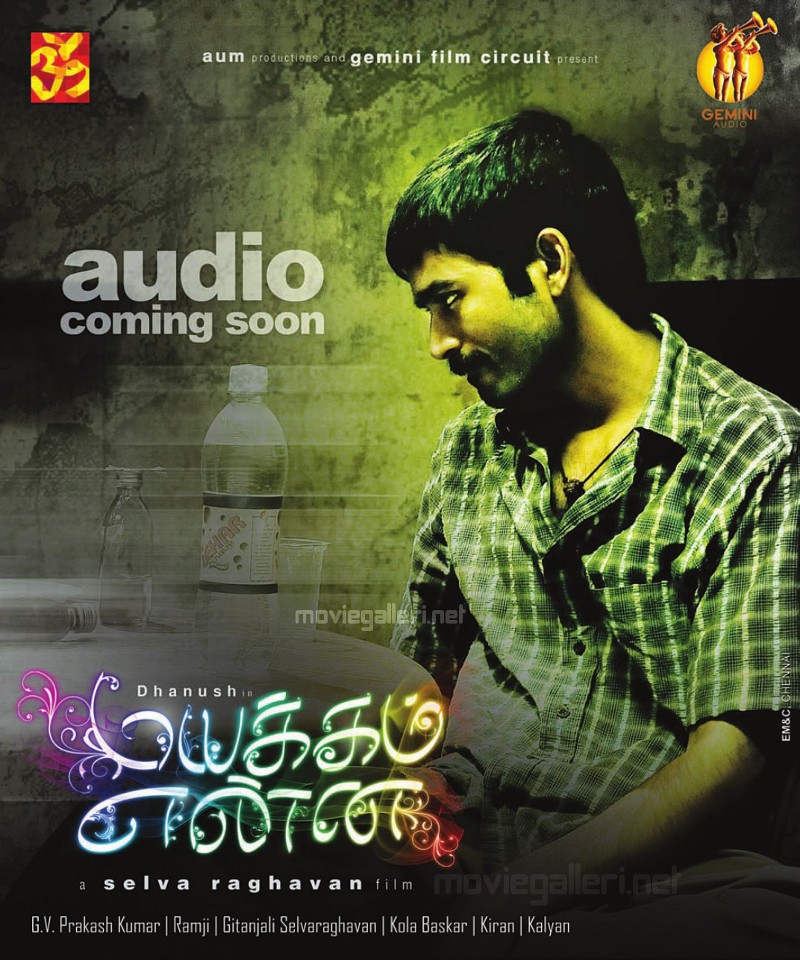 ॐ
aum productions and gemini film circuit present
GEMINI
AUDIO
audio
coming soon
moviegalleri.net
Dhanush in
மயக்கம்
என்ன
a selva raghavan film
moviegalleri.net
EM&C, CHENNAI
G.V. Prakash Kumar | Ramji | Gitanjali Selvaraghavan | Kola Baskar | Kiran | Kalyan